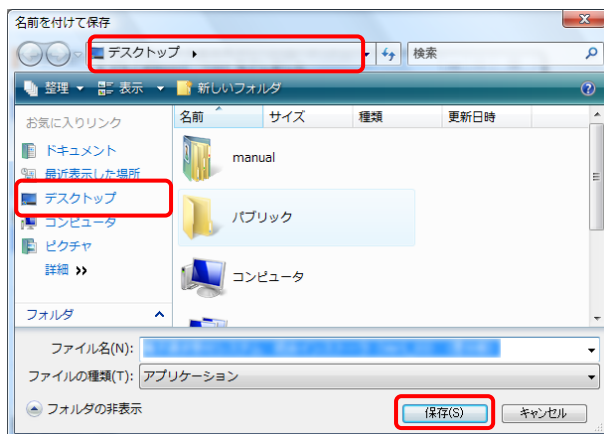 名前を付けて保存
デスクトップ
検索
整理 表示 新しいフォルダ
お気に入りリンク
ドキュメント
最近表示した場所
デスクトップ
コンピュータ
ピクチャ
詳細 »
フォルダ
名前 サイズ 種類 更新日時
manual
パブリック
コンピュータ
ファイル名(N):
ファイルの種類(T): アプリケーション
フォルダの非表示
保存(S) キャンセル